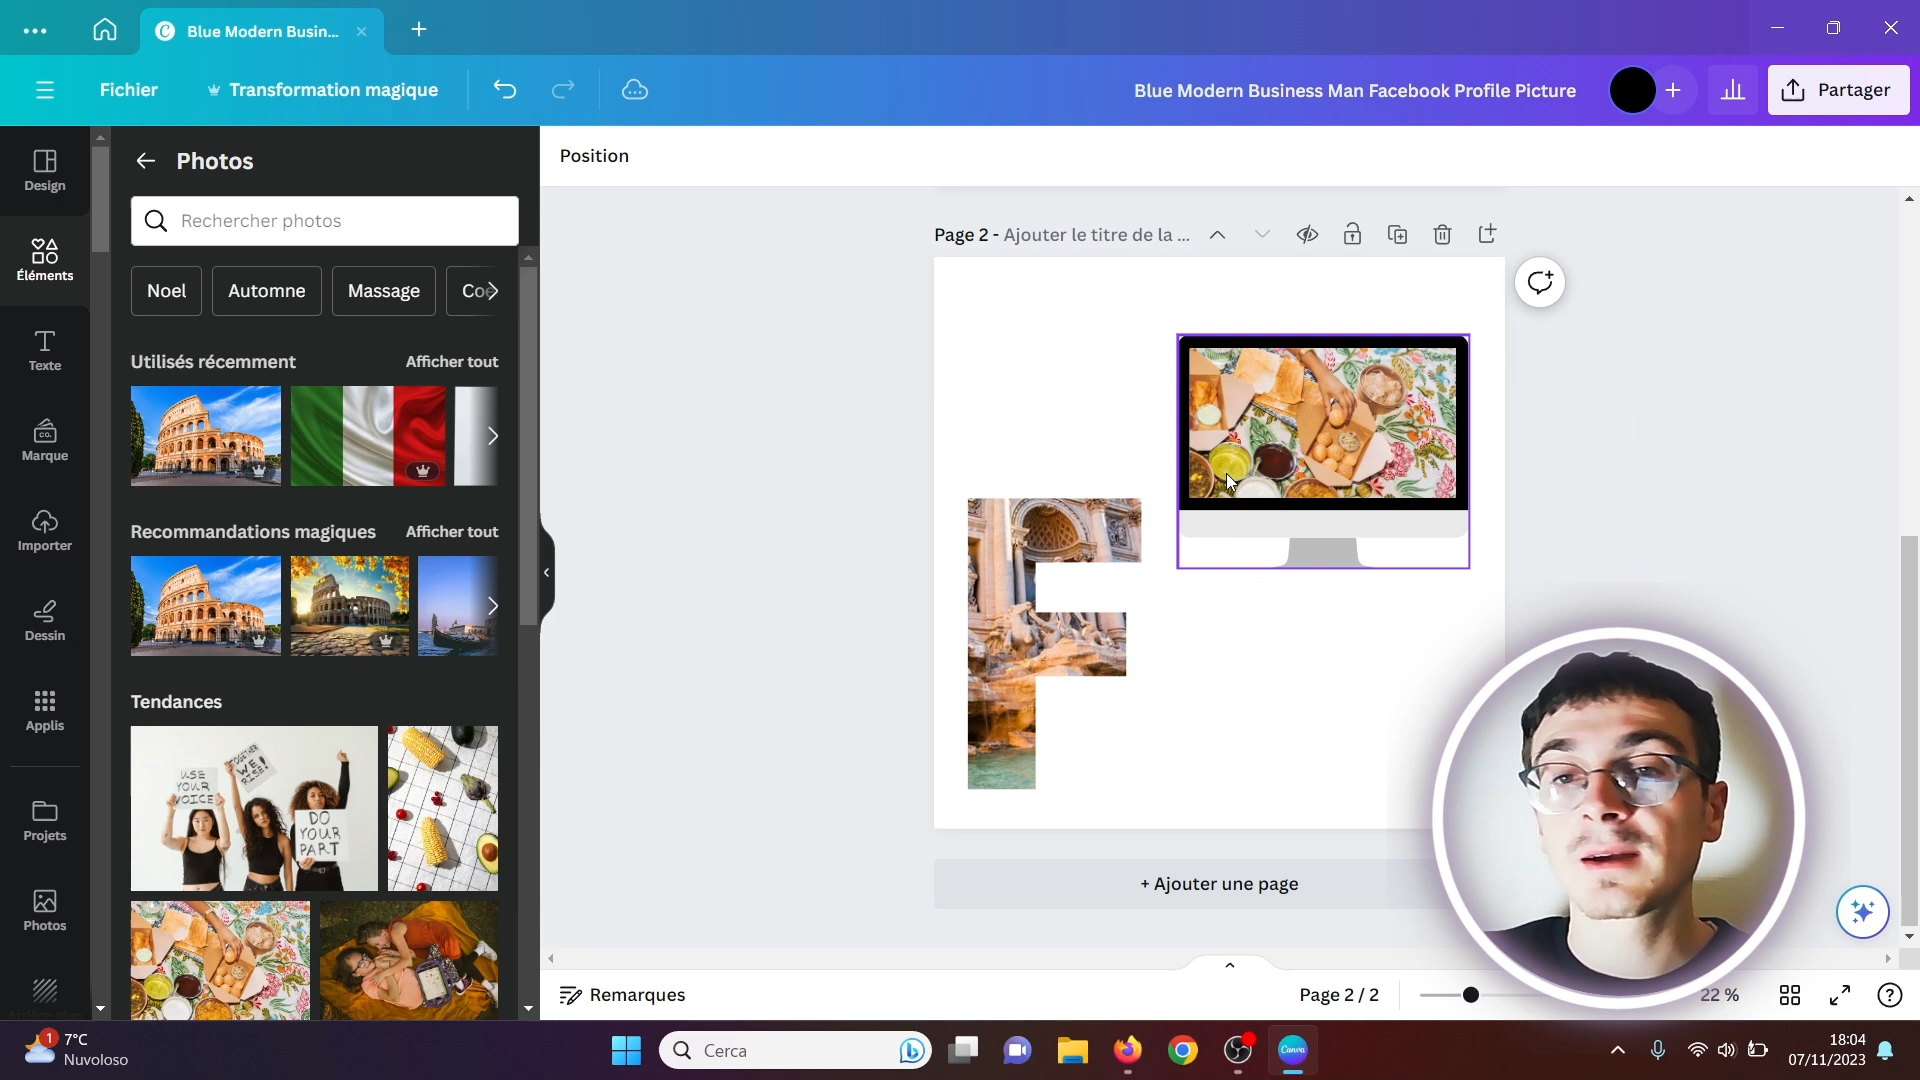 Blue Modern Busin...
Fichier
Transformation magique
Blue Modern Business Man Facebook Profile Picture
Partager
Design
Éléments
Texte
Marque
Importer
Dessin
Applis
Projets
Photos
Photos
Rechercher photos
Noel
Automne
Massage
Utilisés récemment
Afficher tout
Recommandations magiques
Afficher tout
Tendances
USE YOUR VOICE
TOGETHER WE RISE!
DO YOUR PART
Position
Page 2 - Ajouter le titre de la ...
+ Ajouter une page
Remarques
Page 2 / 2
22 %
1
7°C
Nuvoloso
Cerca
Canva
18:04
07/11/2023